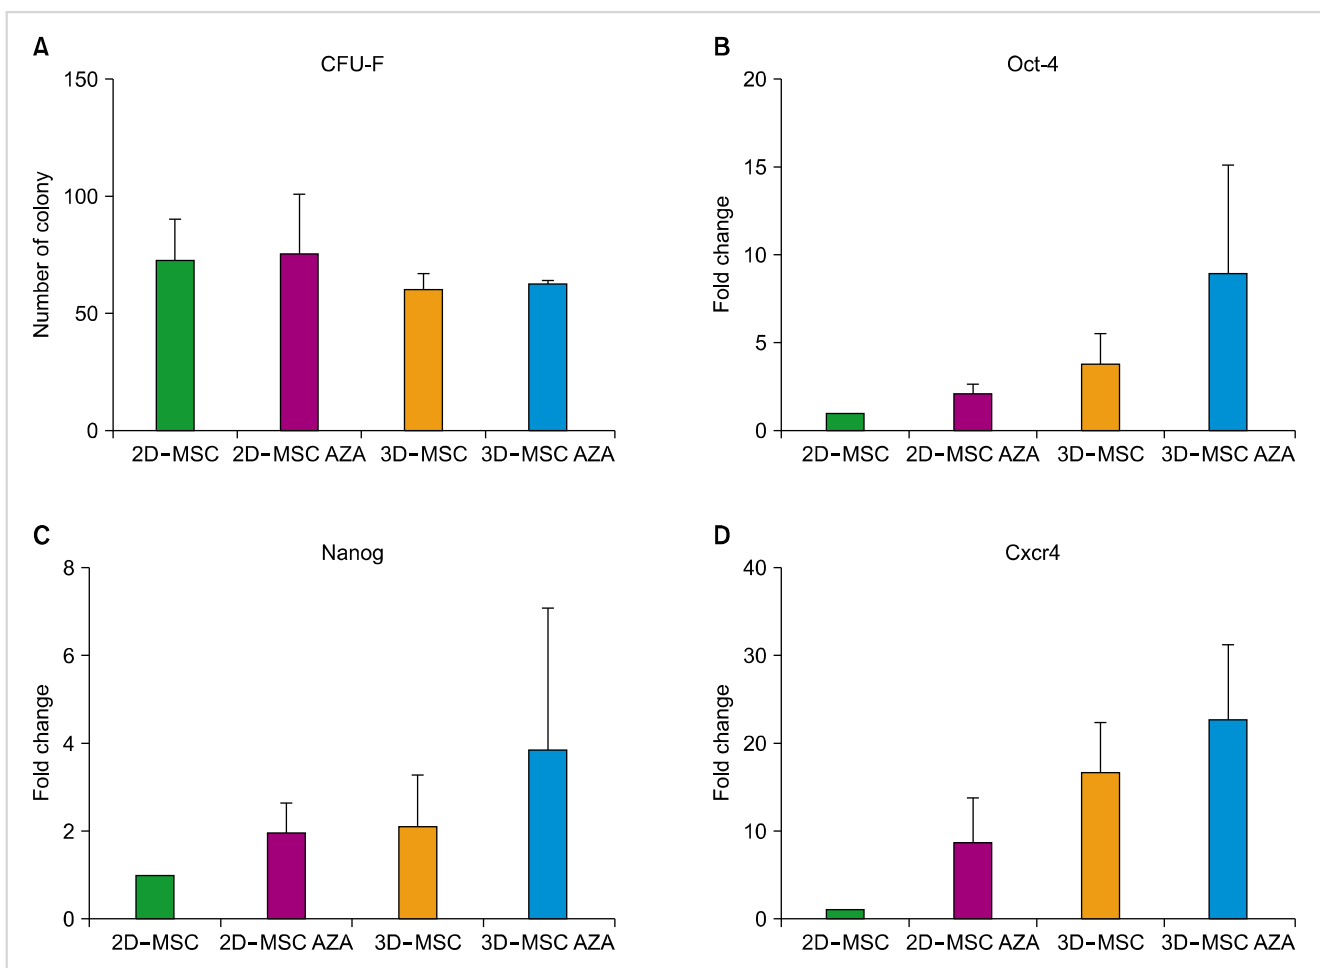 A
CFU-F
150
100
50
0
Number of colony
2D-MSC 2D-MSC AZA 3D-MSC 3D-MSC AZA
B
Oct-4
20
15
10
5
0
Fold change
2D-MSC 2D-MSC AZA 3D-MSC 3D-MSC AZA
C
Nanog
8
6
4
2
0
Fold change
2D-MSC 2D-MSC AZA 3D-MSC 3D-MSC AZA
D
Cxcr4
40
30
20
10
0
Fold change
2D-MSC 2D-MSC AZA 3D-MSC 3D-MSC AZA